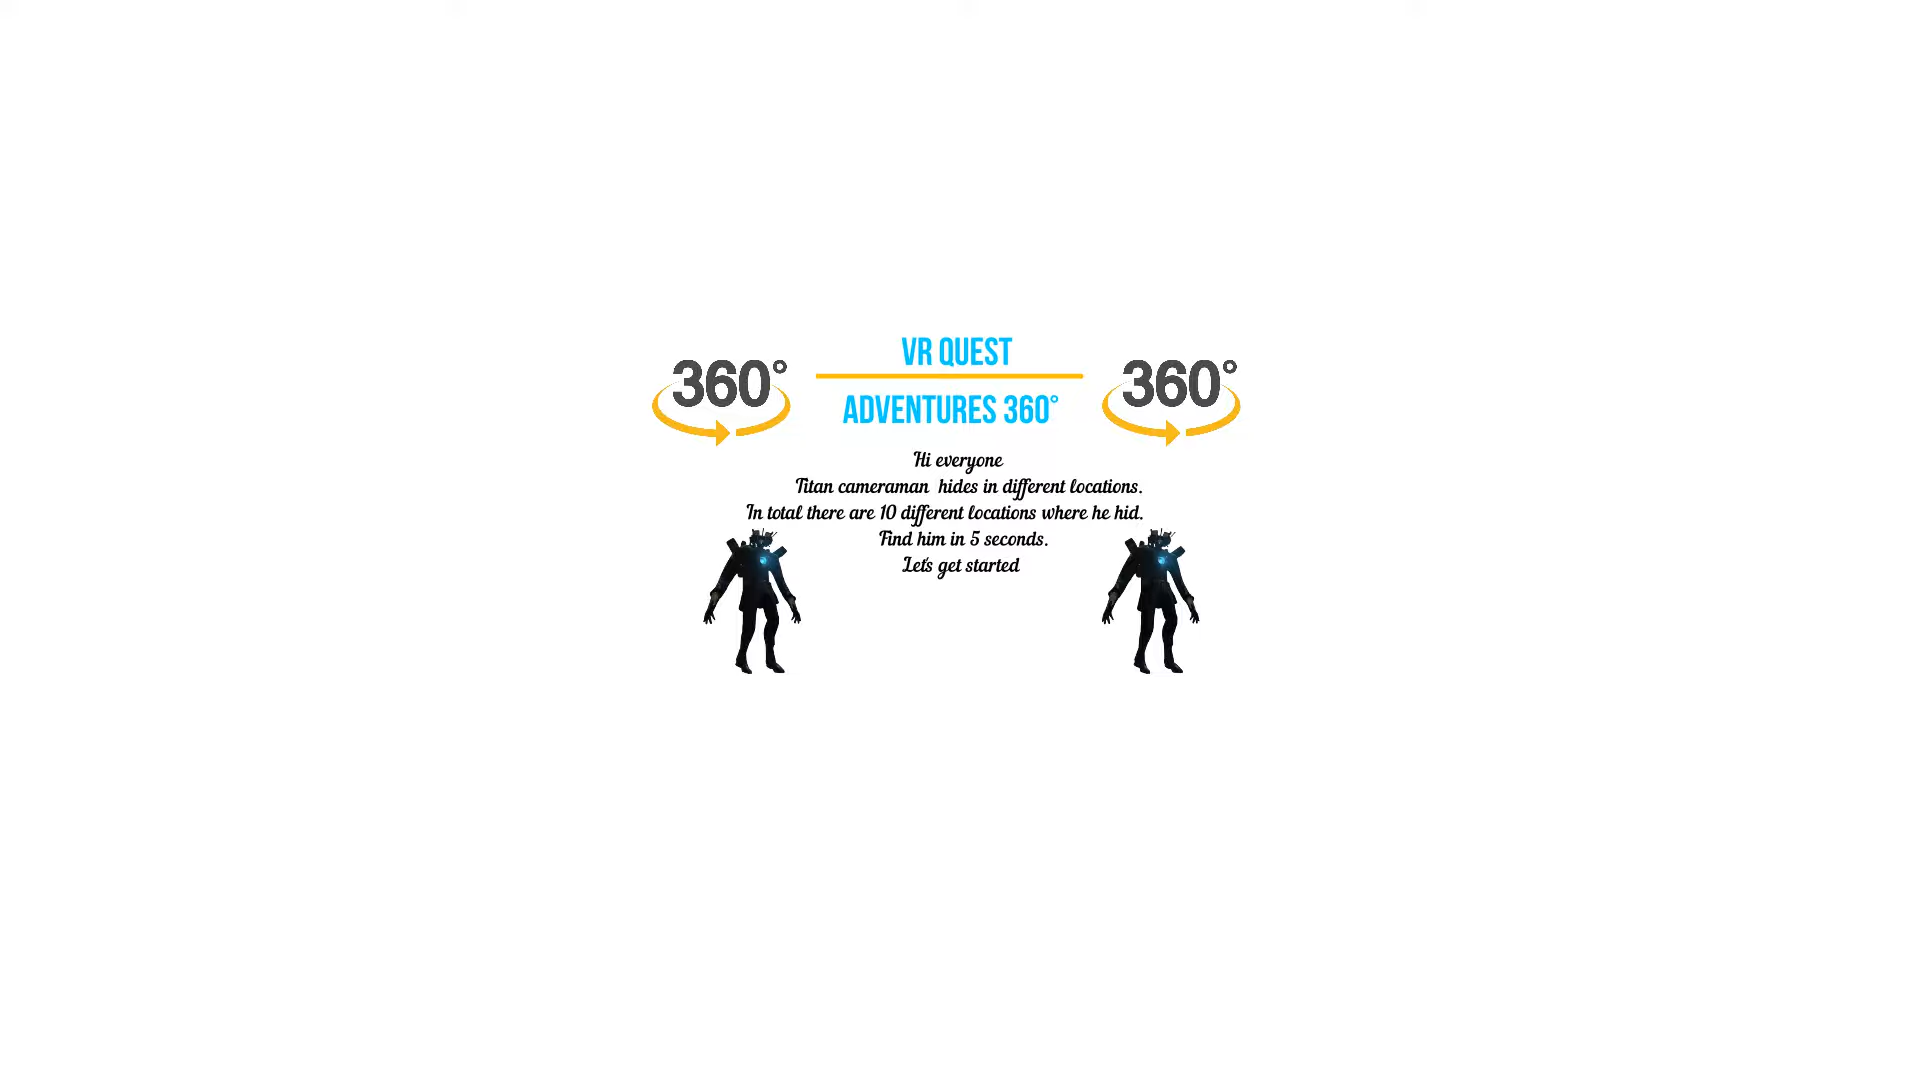 VR QUEST
360°
360°
ADVENTURES 360°
Hi everyone
Titan cameraman hides in different locations.
In total there are 10 different locations where he hid.
Find him in 5 seconds.
Let's get started